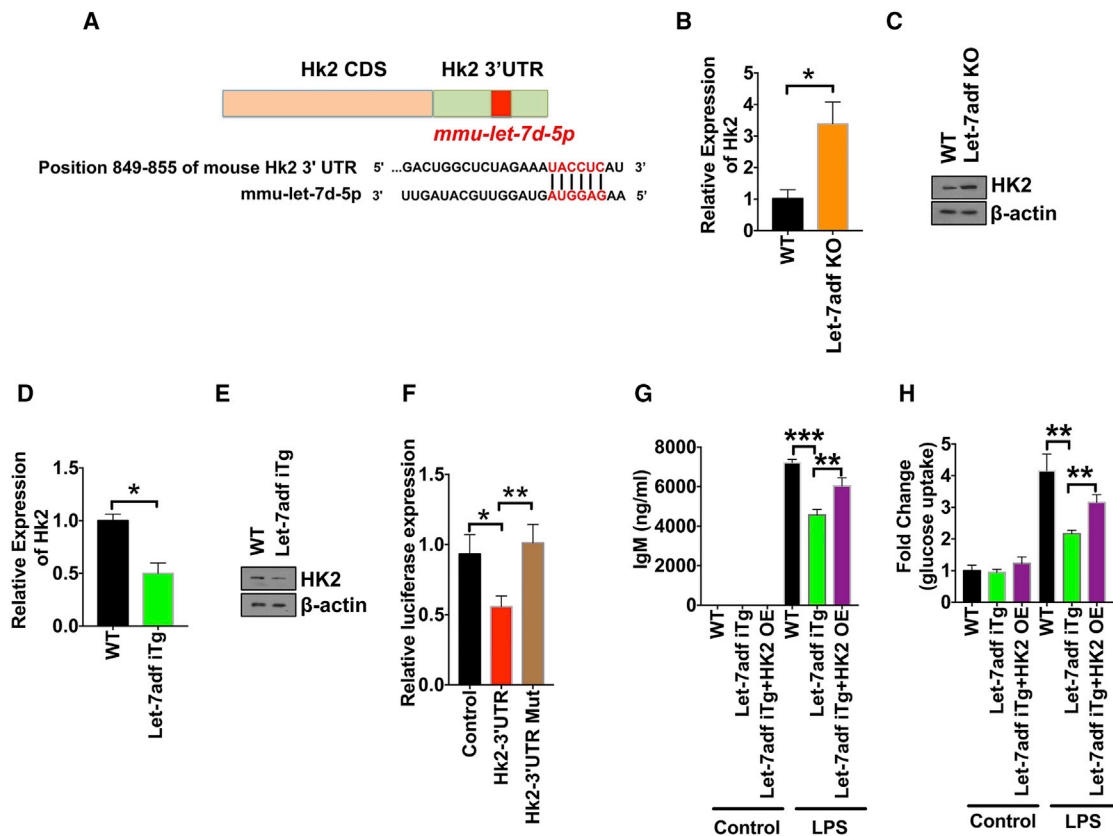 A
Hk2 CDS Hk2 3'UTR
mmu-let-7d-5p
Position 849-855 of mouse Hk2 3' UTR 5' ...GACUGGCUCUAGAAAUACCUCAU 3'
mmu-let-7d-5p 3' UUGAUACGUUGGAUGAUGGAGAA 5'
B
Relative Expression
of Hk2
5
4
3
2
1
0
*
WT
Let-7adf KO
C
WT
Let-7adf KO
HK2
β-actin
D
Relative Expression
of Hk2
1.5
1.0
0.5
0.0
*
WT
Let-7adf iTg
E
WT
Let-7adf iTg
HK2
β-actin
F
Relative luciferase expression
1.5
1.0
0.5
0.0
* **
Control
Hk2-3'UTR
Hk2-3'UTR Mut
G
IgM (ng/ml)
8000
6000
4000
2000
0
***
**
WT
Let-7adf iTg
Let-7adf iTg+HK2 OE
WT
Let-7adf iTg
Let-7adf iTg+HK2 OE
Control LPS
H
Fold Change
(glucose uptake)
5
4
3
2
1
0
**
**
WT
Let-7adf iTg
Let-7adf iTg+HK2 OE
WT
Let-7adf iTg
Let-7adf iTg+HK2 OE
Control LPS